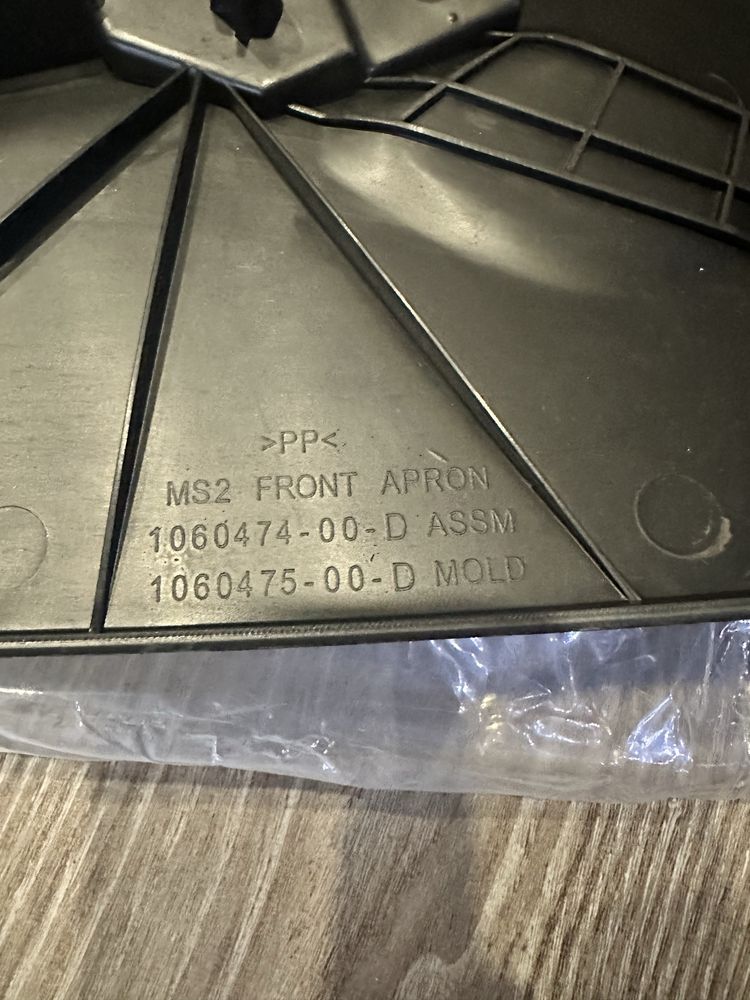 >PP<
MS2 FRONT APRON
1060474-00-D ASSM
1060475-00-D MOLD